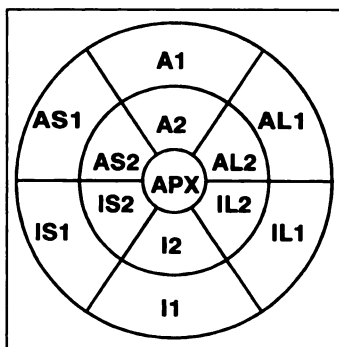 A1
AS1 A2 AL1
AS2 APX AL2
IS2 IL2
IS1 I2 IL1
I1